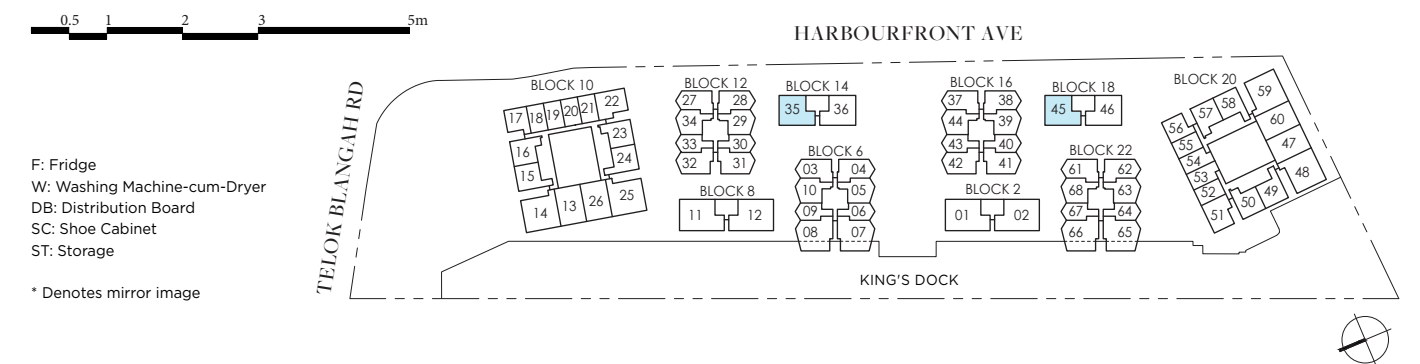 0.5 1 2 3 5m
HARBOURFRONT AVE
TELOK BLANGAH RD
F: Fridge
W: Washing Machine-cum-Dryer
DB: Distribution Board
SC: Shoe Cabinet
ST: Storage
* Denotes mirror image
BLOCK 10
17 18 19 20 21 22
16 23
15 24
14 13 26 25
BLOCK 12
27 28
34 29
33 30
32 31
BLOCK 14
35 36
BLOCK 6
03 04
10 05
09 06
08 07
BLOCK 8
11 12
BLOCK 16
37 38
44 39
43 40
42 41
BLOCK 18
45 46
BLOCK 2
01 02
BLOCK 22
61 62
68 63
67 64
66 65
BLOCK 20
59
58
57 60
56
55 47
54
53 48
52 49
51 50
KING'S DOCK